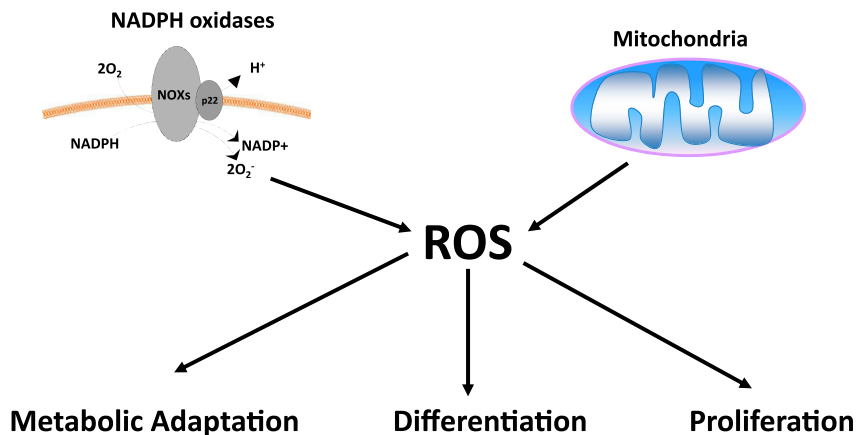 NADPH oxidases
Mitochondria
2O₂
H⁺
NOXs
p22
NADPH
NADP+
2O₂⁻
ROS
Metabolic Adaptation
Differentiation
Proliferation